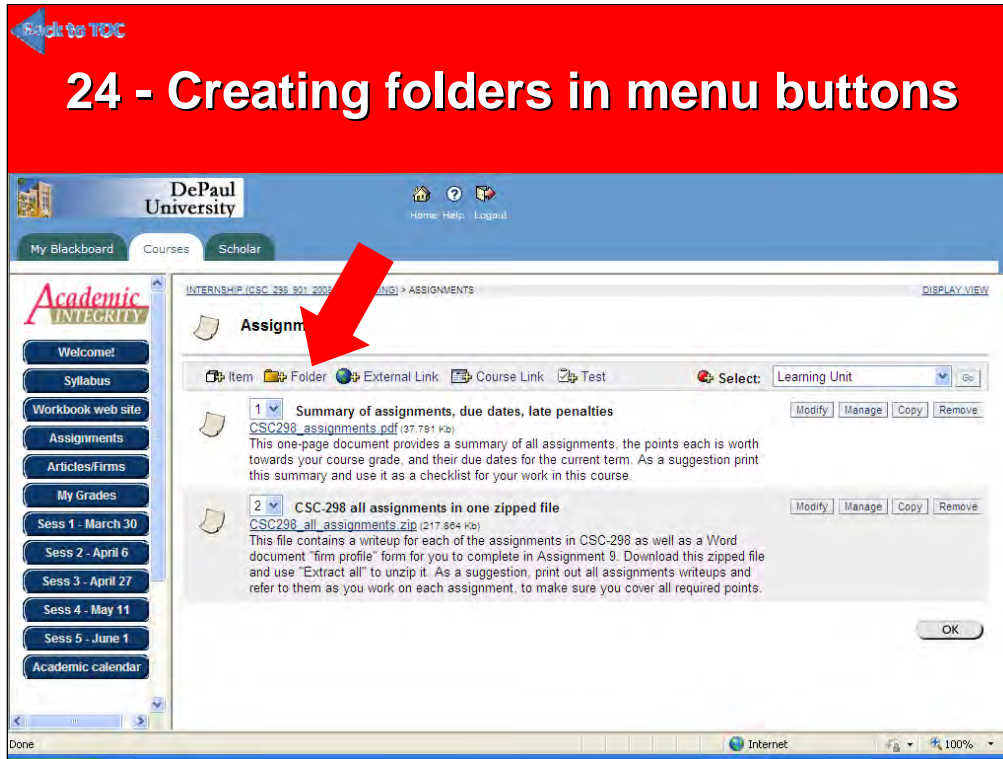 Back to TOC
24 - Creating folders in menu buttons
DePaul
University
Home Help Logout
My Blackboard Courses Scholar
Academic
INTEGRITY
Welcome!
Syllabus
Workbook web site
Assignments
Articles/Firms
My Grades
Sess 1 - March 30
Sess 2 - April 6
Sess 3 - April 27
Sess 4 - May 11
Sess 5 - June 1
Academic calendar
INTERNSHIP (CSC 298 901 > ASSIGNMENTS DISPLAY VIEW
Item Folder External Link Course Link Test Select: Learning Unit Go
1 Summary of assignments, due dates, late penalties Modify Manage Copy Remove
CSC298_assignments.pdf (37.791 Kb)
This one-page document provides a summary of all assignments, the points each is worth
towards your course grade, and their due dates for the current term. As a suggestion print
this summary and use it as a checklist for your work in this course.
2 CSC-298 all assignments in one zipped file Modify Manage Copy Remove
CSC298_all_assignments.zip (217.864 Kb)
This file contains a writeup for each of the assignments in CSC-298 as well as a Word
document "firm profile" form for you to complete in Assignment 9. Download this zipped file
and use "Extract all" to unzip it. As a suggestion, print out all assignments writeups and
refer to them as you work on each assignment, to make sure you cover all required points.
OK
Done Internet 100%